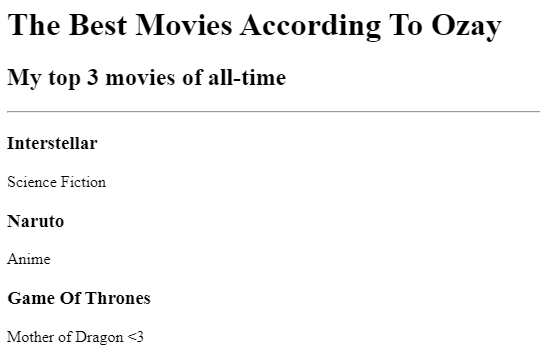 The Best Movies According To Ozay
My top 3 movies of all-time
Interstellar
Science Fiction
Naruto
Anime
Game Of Thrones
Mother of Dragon <3